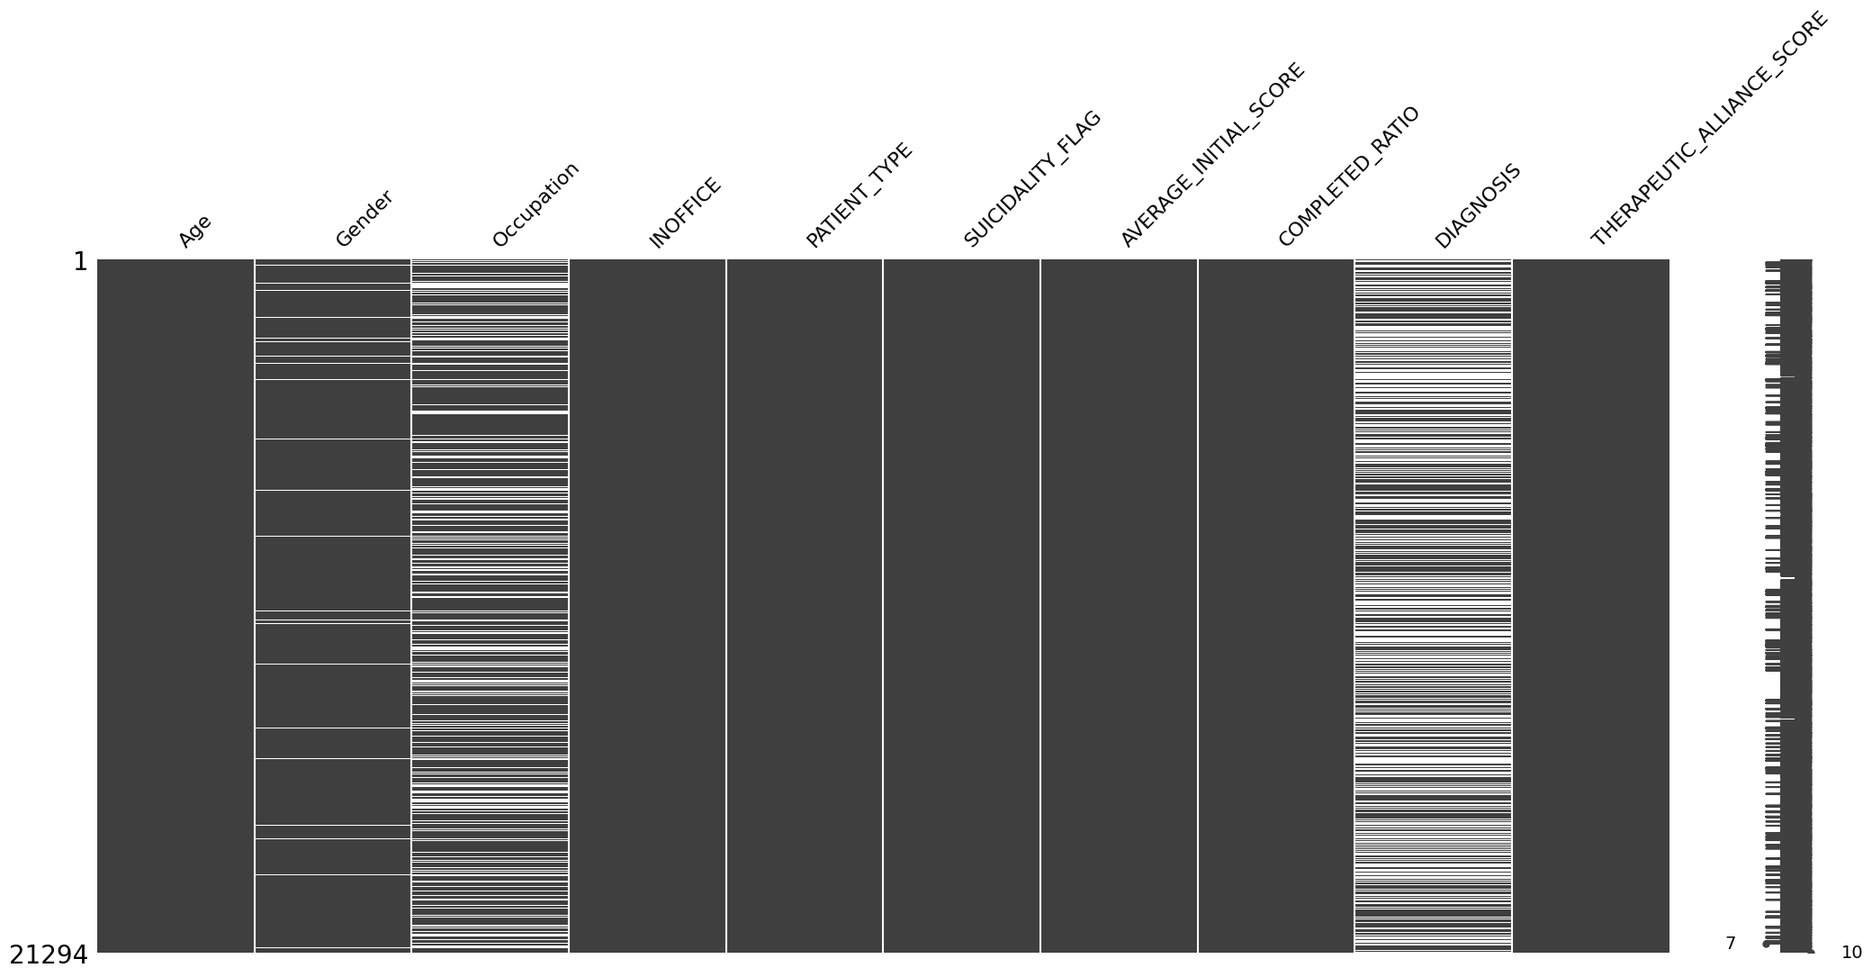 Age
Gender
Occupation
INOFFICE
PATIENT_TYPE
SUICIDALITY_FLAG
AVERAGE_INITIAL_SCORE
COMPLETED_RATIO
DIAGNOSIS
THERAPEUTIC_ALLIANCE_SCORE
1
21294
7
10